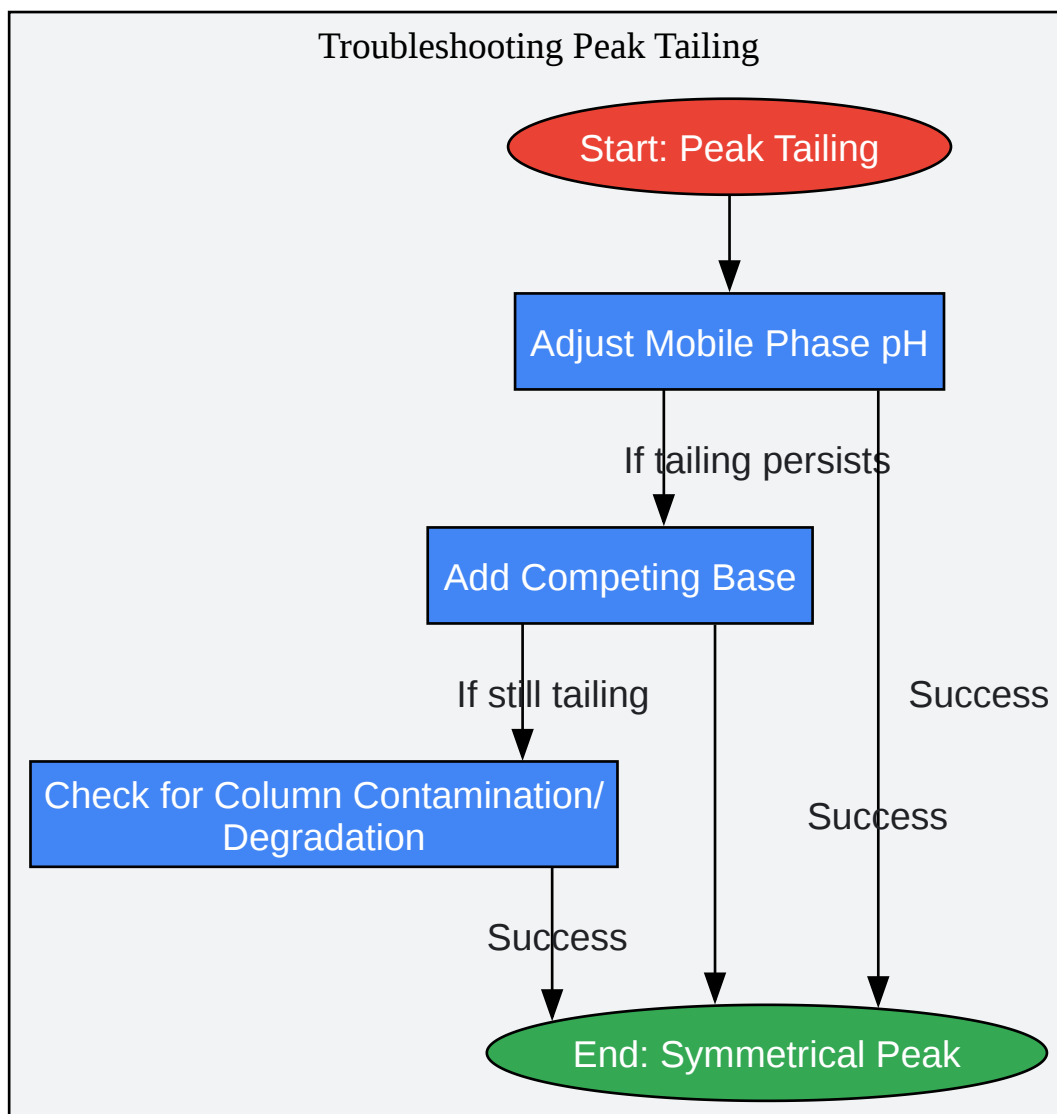 Troubleshooting Peak Tailing
Start: Peak Tailing
Adjust Mobile Phase pH
If tailing persists
Add Competing Base
If still tailing
Success
Check for Column Contamination/
Degradation
Success
Success
End: Symmetrical Peak